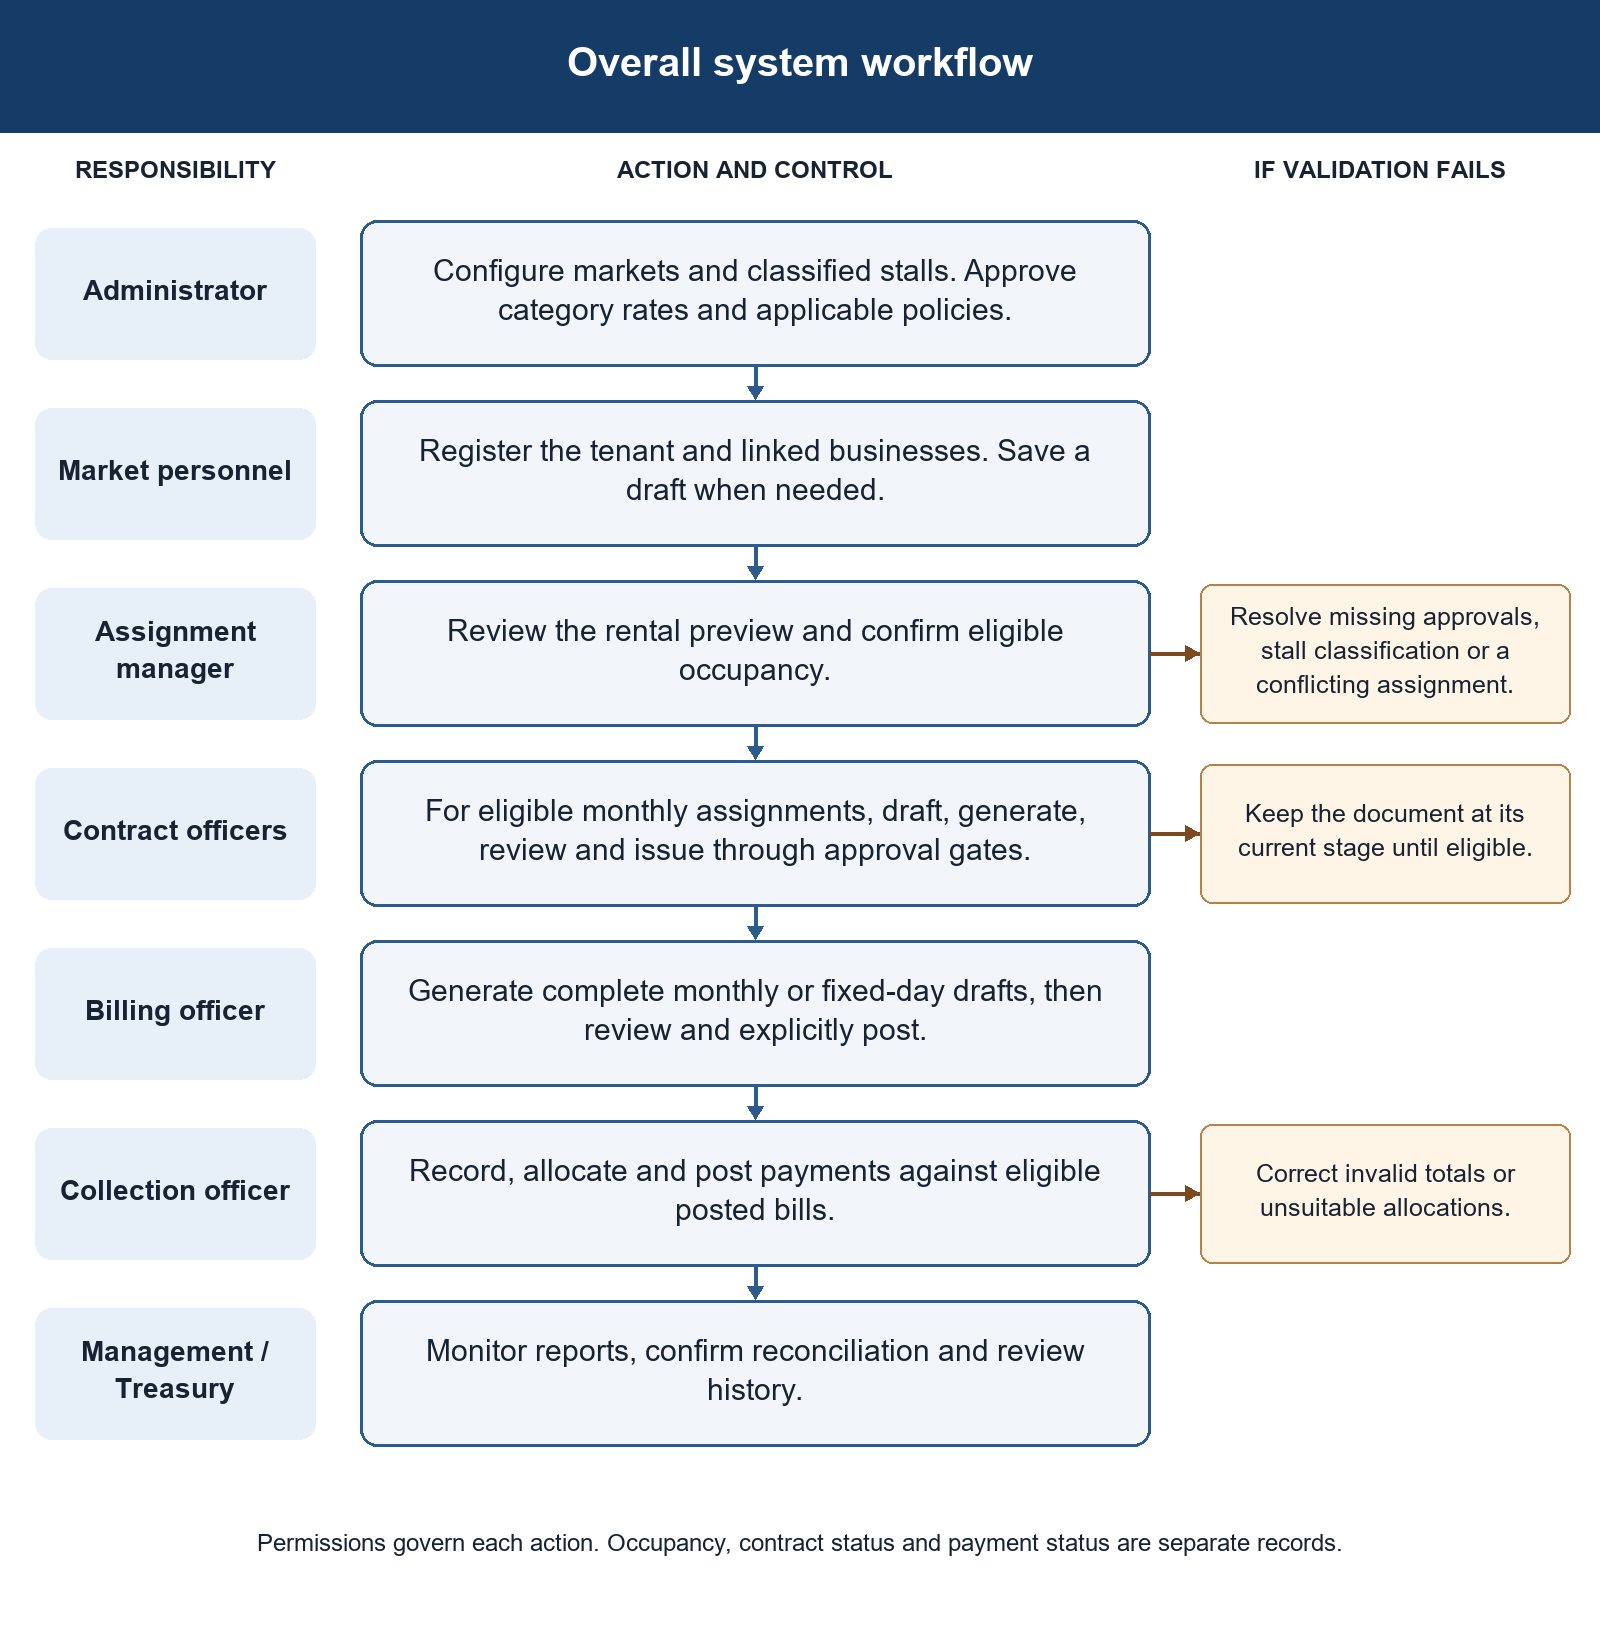 Overall system workflow
RESPONSIBILITY
ACTION AND CONTROL
IF VALIDATION FAILS
Administrator
Configure markets and classified stalls. Approve
category rates and applicable policies.
Market personnel
Register the tenant and linked businesses. Save a
draft when needed.
Assignment
manager
Review the rental preview and confirm eligible
occupancy.
Resolve missing approvals,
stall classification or a
conflicting assignment.
Contract officers
For eligible monthly assignments, draft, generate,
review and issue through approval gates.
Keep the document at its
current stage until eligible.
Billing officer
Generate complete monthly or fixed-day drafts, then
review and explicitly post.
Collection officer
Record, allocate and post payments against eligible
posted bills.
Correct invalid totals or
unsuitable allocations.
Management /
Treasury
Monitor reports, confirm reconciliation and review
history.
Permissions govern each action. Occupancy, contract status and payment status are separate records.